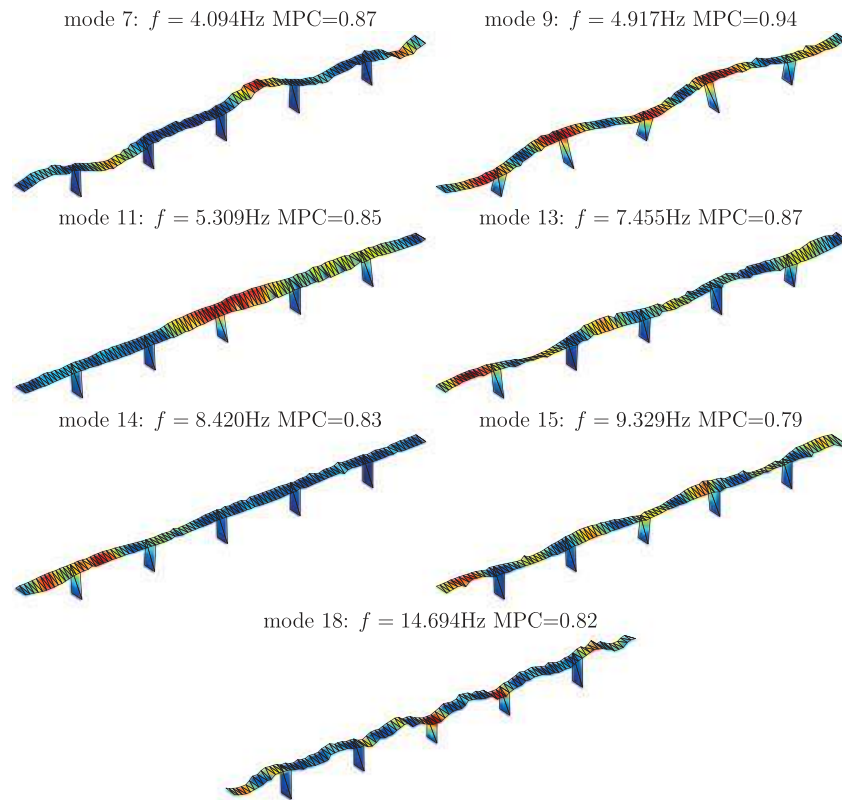 mode 7: f = 4.094Hz MPC=0.87
mode 9: f = 4.917Hz MPC=0.94
mode 11: f = 5.309Hz MPC=0.85
mode 13: f = 7.455Hz MPC=0.87
mode 14: f = 8.420Hz MPC=0.83
mode 15: f = 9.329Hz MPC=0.79
mode 18: f = 14.694Hz MPC=0.82